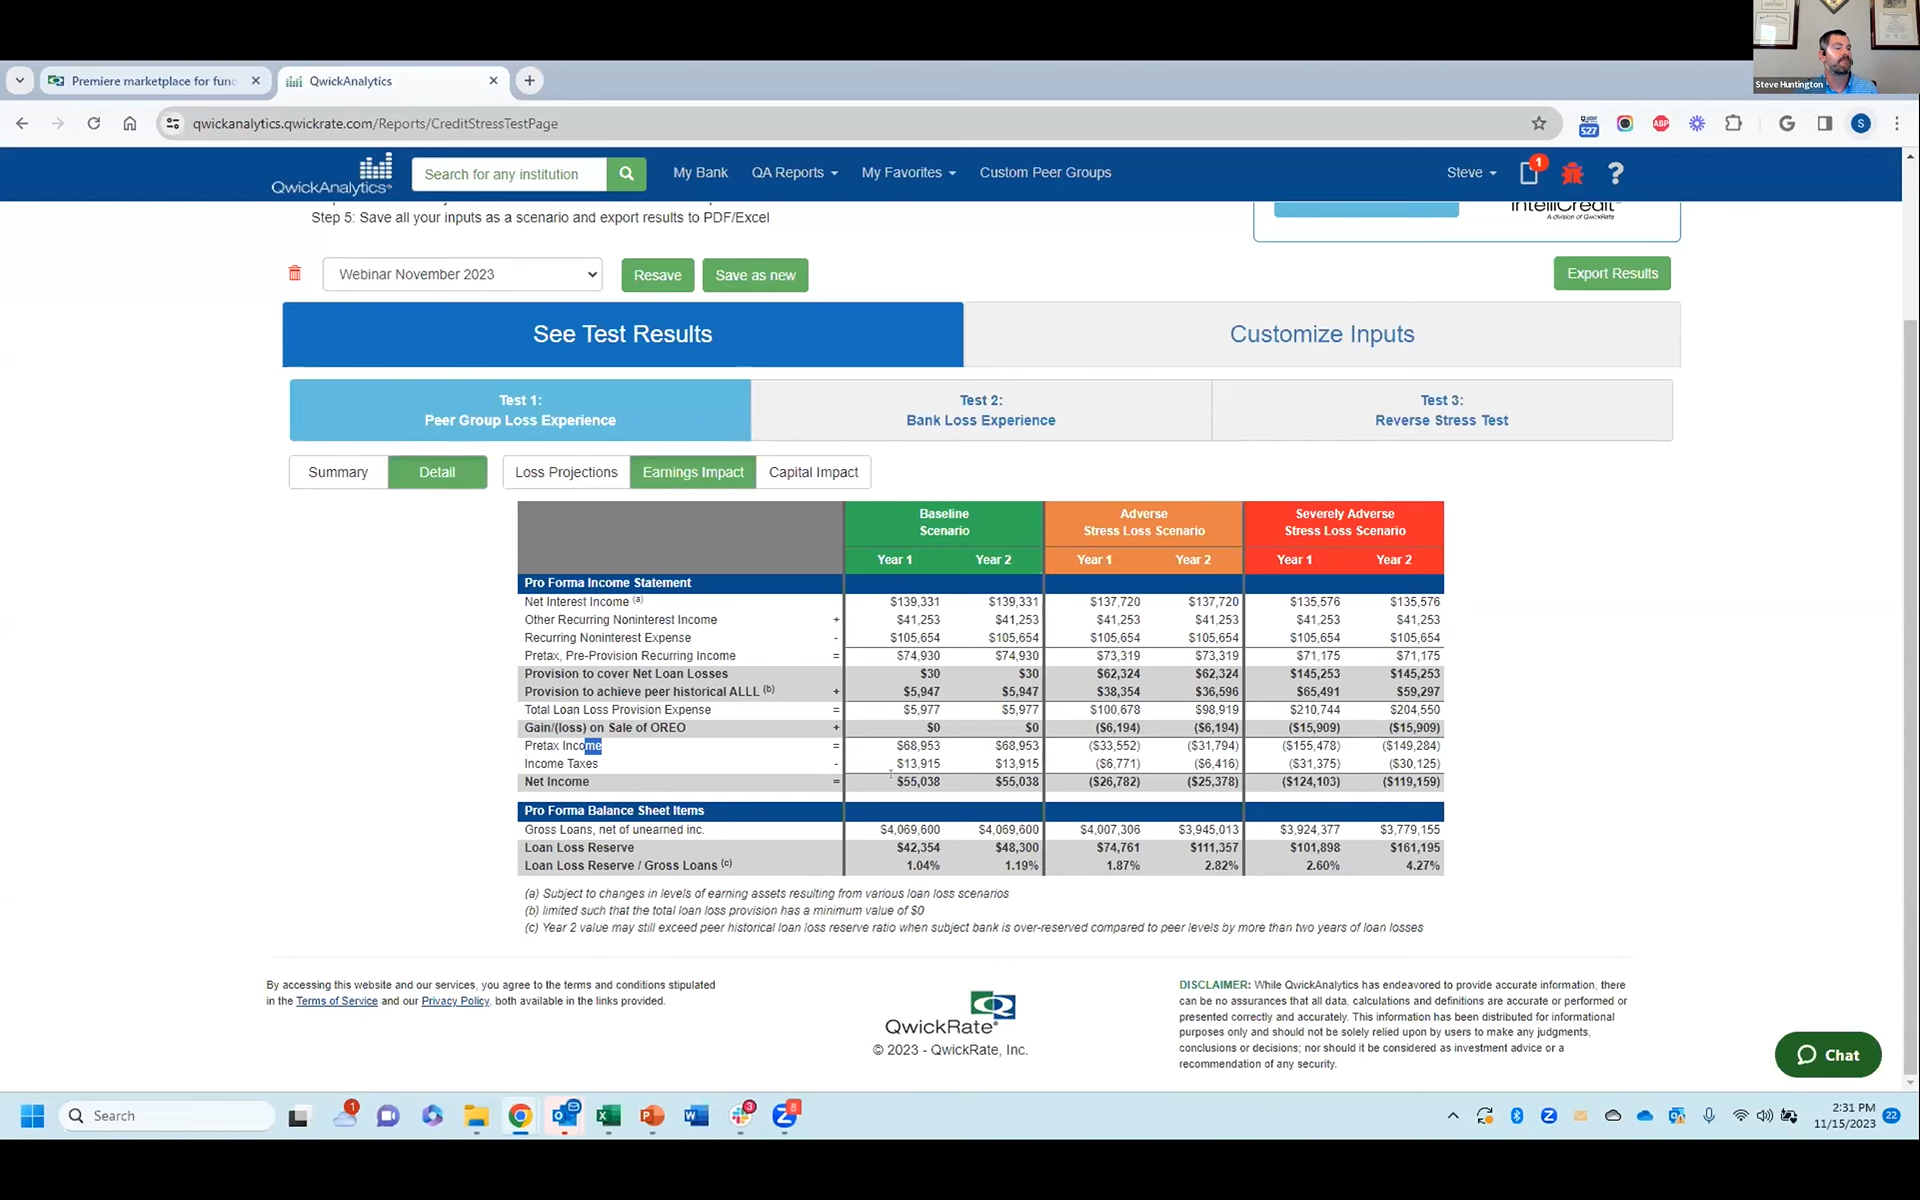 Steve Huntington
Premiere marketplace for func
QwickAnalytics
qwickanalytics.qwickrate.com/Reports/CreditStressTestPage
527
ABP
S
QwickAnalytics
Search for any institution
My Bank
QA Reports
My Favorites
Custom Peer Groups
Steve
1
?
Step 5: Save all your inputs as a scenario and export results to PDF/Excel
IntelliCredit
A division of QwickRate
Webinar November 2023
Resave
Save as new
Export Results
See Test Results
Customize Inputs
Test 1:
Peer Group Loss Experience
Test 2:
Bank Loss Experience
Test 3:
Reverse Stress Test
Summary
Detail
Loss Projections
Earnings Impact
Capital Impact
Baseline
Scenario
Adverse
Stress Loss Scenario
Severely Adverse
Stress Loss Scenario
Year 1 Year 2 Year 1 Year 2 Year 1 Year 2
Pro Forma Income Statement
Net Interest Income (a) $139,331 $139,331 $137,720 $137,720 $135,576 $135,576
Other Recurring Noninterest Income + $41,253 $41,253 $41,253 $41,253 $41,253 $41,253
Recurring Noninterest Expense - $105,654 $105,654 $105,654 $105,654 $105,654 $105,654
Pretax, Pre-Provision Recurring Income = $74,930 $74,930 $73,319 $73,319 $71,175 $71,175
Provision to cover Net Loan Losses $30 $30 $62,324 $62,324 $145,253 $145,253
Provision to achieve peer historical ALLL (b) + $5,947 $5,947 $38,354 $36,596 $65,491 $59,297
Total Loan Loss Provision Expense = $5,977 $5,977 $100,678 $98,919 $210,744 $204,550
Gain/(loss) on Sale of OREO + $0 $0 ($6,194) ($6,194) ($15,909) ($15,909)
Pretax Income = $68,953 $68,953 ($33,552) ($31,794) ($155,478) ($149,284)
Income Taxes - $13,915 $13,915 ($6,771) ($6,416) ($31,375) ($30,125)
Net Income = $55,038 $55,038 ($26,782) ($25,378) ($124,103) ($119,159)
Pro Forma Balance Sheet Items
Gross Loans, net of unearned inc. $4,069,600 $4,069,600 $4,007,306 $3,945,013 $3,924,377 $3,779,155
Loan Loss Reserve $42,354 $48,300 $74,761 $111,357 $101,898 $161,195
Loan Loss Reserve / Gross Loans (c) 1.04% 1.19% 1.87% 2.82% 2.60% 4.27%
(a) Subject to changes in levels of earning assets resulting from various loan loss scenarios
(b) limited such that the total loan loss provision has a minimum value of $0
(c) Year 2 value may still exceed peer historical loan loss reserve ratio when subject bank is over-reserved compared to peer levels by more than two years of loan losses
By accessing this website and our services, you agree to the terms and conditions stipulated
in the Terms of Service and our Privacy Policy, both available in the links provided.
QwickRate
© 2023 - QwickRate, Inc.
DISCLAIMER: While QwickAnalytics has endeavored to provide accurate information, there
can be no assurances that all data, calculations and definitions are accurate or performed or
presented correctly and accurately. This information has been distributed for informational
purposes only and should not be solely relied upon by users to make any judgments,
conclusions or decisions; nor should it be considered as investment advice or a
recommendation of any security.
Chat
Search
1
3
8
2:31 PM
11/15/2023
22